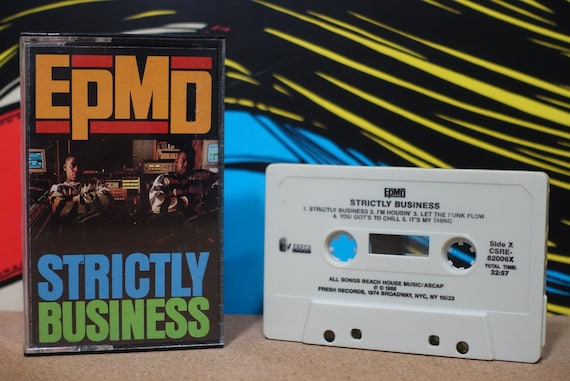 EPMD
STRICTLY
BUSINESS
EPMD
STRICTLY BUSINESS
1. STRICTLY BUSINESS 2. I'M HOUSIN' 3. LET THE FUNK FLOW
4. YOU GOT'S TO CHILL 5. IT'S MY THING
FRESH
Side X
CSRE-
82006X
TOTAL TIME:
22:57
ALL SONGS BEACH HOUSE MUSIC/ASCAP
℗ © 1988
FRESH RECORDS, 1974 BROADWAY, NYC, NY 10023